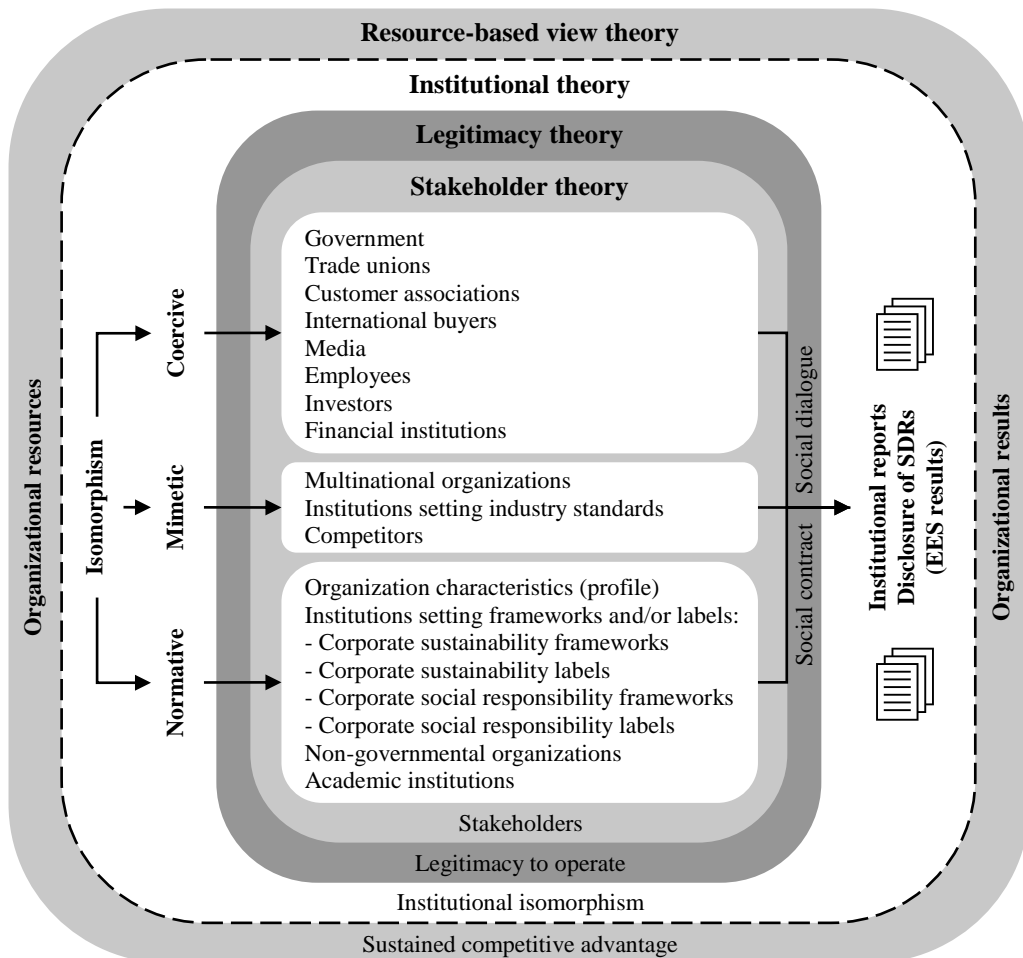 Resource-based view theory
Institutional theory
Legitimacy theory
Stakeholder theory
Organizational resources
Isomorphism
Coercive
Mimetic
Normative
Government
Trade unions
Customer associations
International buyers
Media
Employees
Investors
Financial institutions
Multinational organizations
Institutions setting industry standards
Competitors
Organization characteristics (profile)
Institutions setting frameworks and/or labels:
- Corporate sustainability frameworks
- Corporate sustainability labels
- Corporate social responsibility frameworks
- Corporate social responsibility labels
Non-governmental organizations
Academic institutions
Social dialogue
Social contract
Institutional reports
Disclosure of SDRs
(EES results)
Organizational results
Stakeholders
Legitimacy to operate
Institutional isomorphism
Sustained competitive advantage